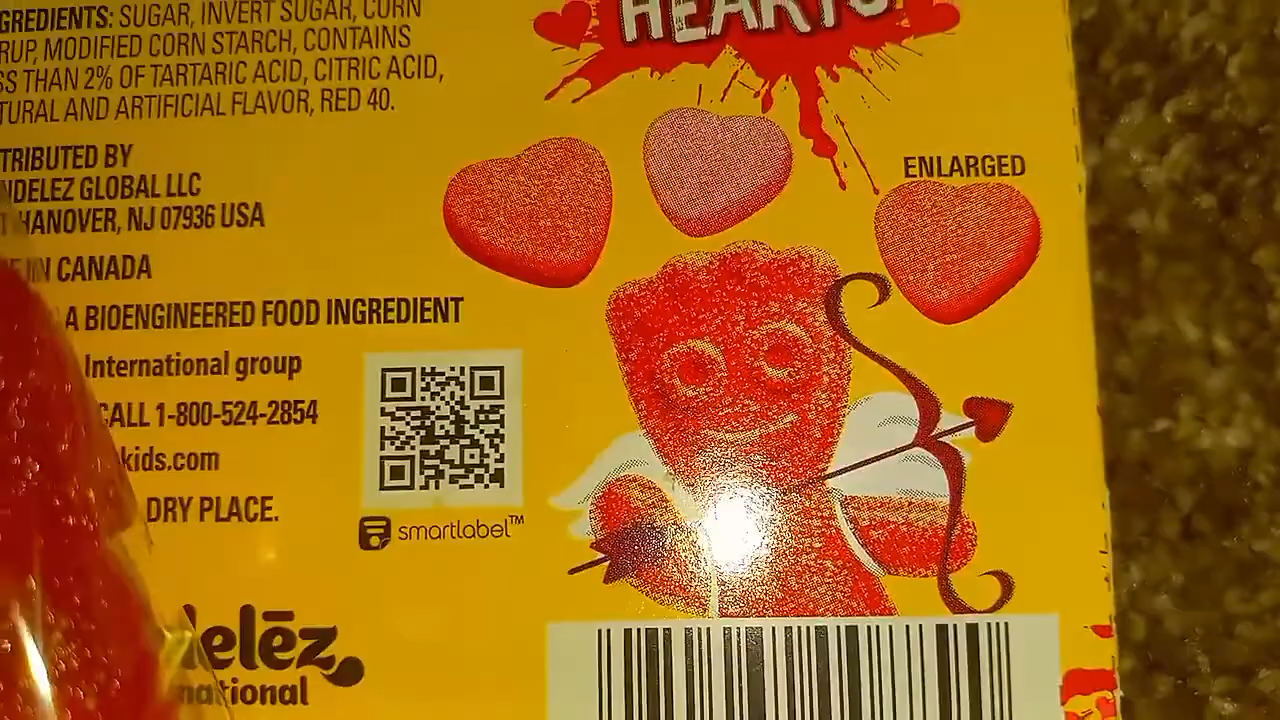 GREDIENTS: SUGAR, INVERT SUGAR, CORN
RUP, MODIFIED CORN STARCH, CONTAINS
SS THAN 2% OF TARTARIC ACID, CITRIC ACID,
TURAL AND ARTIFICIAL FLAVOR, RED 40.
TRIBUTED BY
NDELEZ GLOBAL LLC
T HANOVER, NJ 07936 USA
E IN CANADA
A BIOENGINEERED FOOD INGREDIENT
International group
CALL 1-800-524-2854
kids.com
DRY PLACE.
smartlabel™
delēz
national
HEARTS
ENLARGED